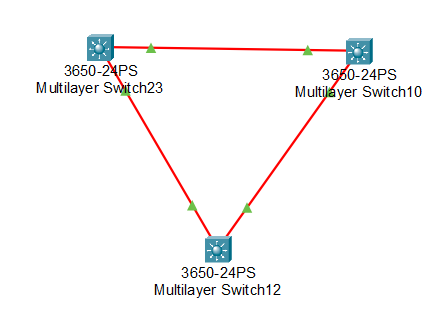 3650-24PS
Multilayer Switch23
3650-24PS
Multilayer Switch10
3650-24PS
Multilayer Switch12